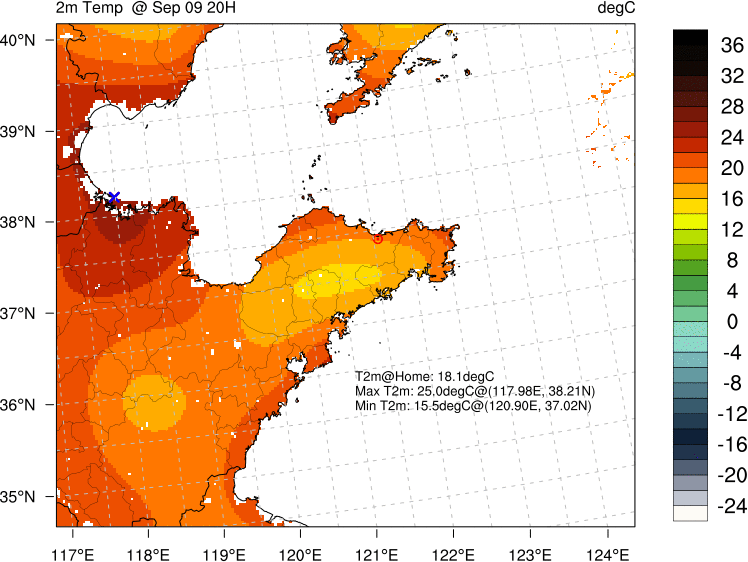 2m Temp @ Sep 09 20H degC
40°N
39°N
38°N
37°N
36°N
35°N
T2m@Home: 18.1degC
Max T2m: 25.0degC@(117.98E, 38.21N)
Min T2m: 15.5degC@(120.90E, 37.02N)
117°E 118°E 119°E 120°E 121°E 122°E 123°E 124°E
36
32
28
24
20
16
12
8
4
0
-4
-8
-12
-16
-20
-24